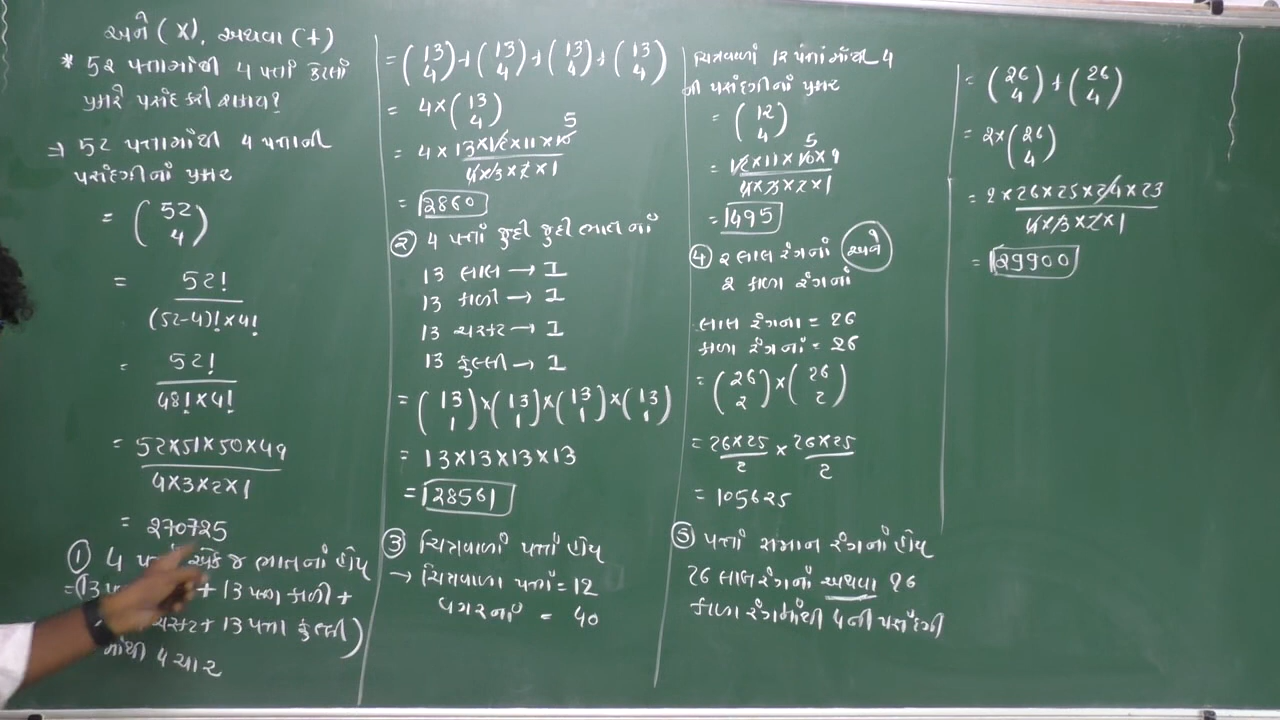 અને (×), અથવા (+)
* 52 પત્તામાંથી 4 પત્તાં કેટલાં
પ્રકારે પસંદ કરી શકાય?
→ 52 પત્તામાંથી 4 પત્તાની
પસંદગીનાં પ્રકાર
= (52 4)
= 52! / (52-4)! × 4!
= 52! / 48! × 4!
= 52×51×50×49 / 4×3×2×1
= 270725
① 4 એક જ ભાતનાં હોય
= (13 + 13 પત્તા કાળી +
ચરકટ + 13 પત્તા ફુલ્લી)
માંથી 4 ચાર
= (13 4) + (13 4) + (13 4) + (13 4)
= 4 × (13 4)
5
= 4 × 13×12×11×10 / 4×3×2×1
= 2860
② 4 પત્તાં જુદી જુદી ભાતનાં
13 લાલ → 1
13 કાળી → 1
13 ચરકટ → 1
13 ફુલ્લી → 1
= (13 1) × (13 1) × (13 1) × (13 1)
= 13×13×13×13
= 28561
③ ચિત્રવાળાં પત્તાં હોય
→ ચિત્રવાળા પત્તાં = 12
વગરનાં = 40
ચિત્રવાળાં 12 પત્તાંમાંથી 4
ની પસંદગીનાં પ્રકાર
= (12 4)
5
= 12×11×10×9 / 4×3×2×1
= 495
④ 2 લાલ રંગનાં અને
2 કાળા રંગનાં
લાલ રંગના = 26
કાળા રંગનાં = 26
= (26 2) × (26 2)
= 26×25 / 2 × 26×25 / 2
= 105625
⑤ પત્તાં સમાન રંગનાં હોય
26 લાલ રંગનાં અથવા 26
કાળા રંગમાંથી 4ની પસંદગી
= (26 4) + (26 4)
= 2 × (26 4)
= 2 × 26×25×24×23 / 4×3×2×1
= 29900